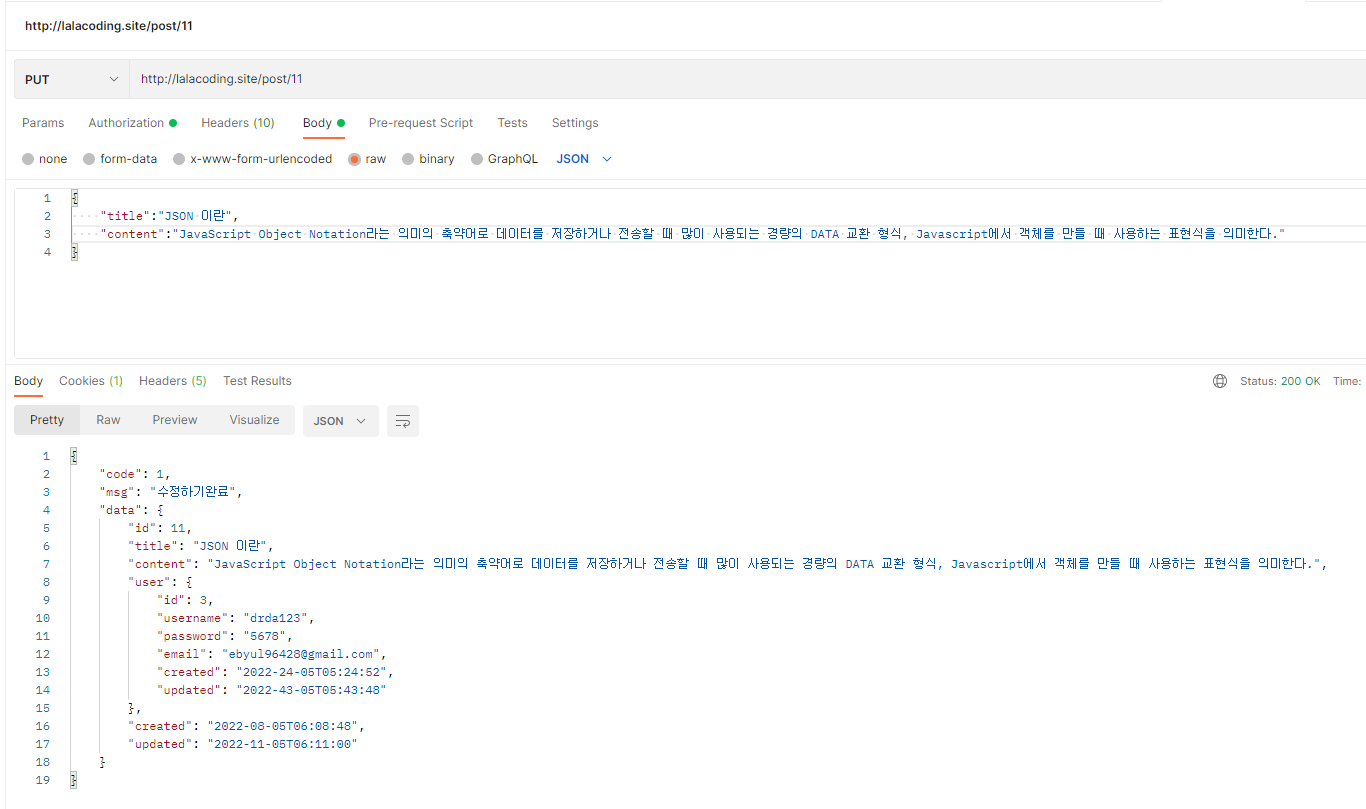 http://lalacoding.site/post/11
PUT http://lalacoding.site/post/11
Params Authorization Headers (10) Body Pre-request Script Tests Settings
none form-data x-www-form-urlencoded raw binary GraphQL JSON
1 {
2 "title":"JSON 이란",
3 "content":"JavaScript Object Notation라는 의미의 축약어로 데이터를 저장하거나 전송할 때 많이 사용되는 경량의 DATA 교환 형식, Javascript에서 객체를 만들 때 사용하는 표현식을 의미한다."
4 }
Body Cookies (1) Headers (5) Test Results Status: 200 OK Time:
Pretty Raw Preview Visualize JSON
1 {
2 "code": 1,
3 "msg": "수정하기완료",
4 "data": {
5 "id": 11,
6 "title": "JSON 이란",
7 "content": "JavaScript Object Notation라는 의미의 축약어로 데이터를 저장하거나 전송할 때 많이 사용되는 경량의 DATA 교환 형식, Javascript에서 객체를 만들 때 사용하는 표현식을 의미한다.",
8 "user": {
9 "id": 3,
10 "username": "drda123",
11 "password": "5678",
12 "email": "ebyul96428@gmail.com",
13 "created": "2022-24-05T05:24:52",
14 "updated": "2022-43-05T05:43:48"
15 },
16 "created": "2022-08-05T06:08:48",
17 "updated": "2022-11-05T06:11:00"
18 }
19 }